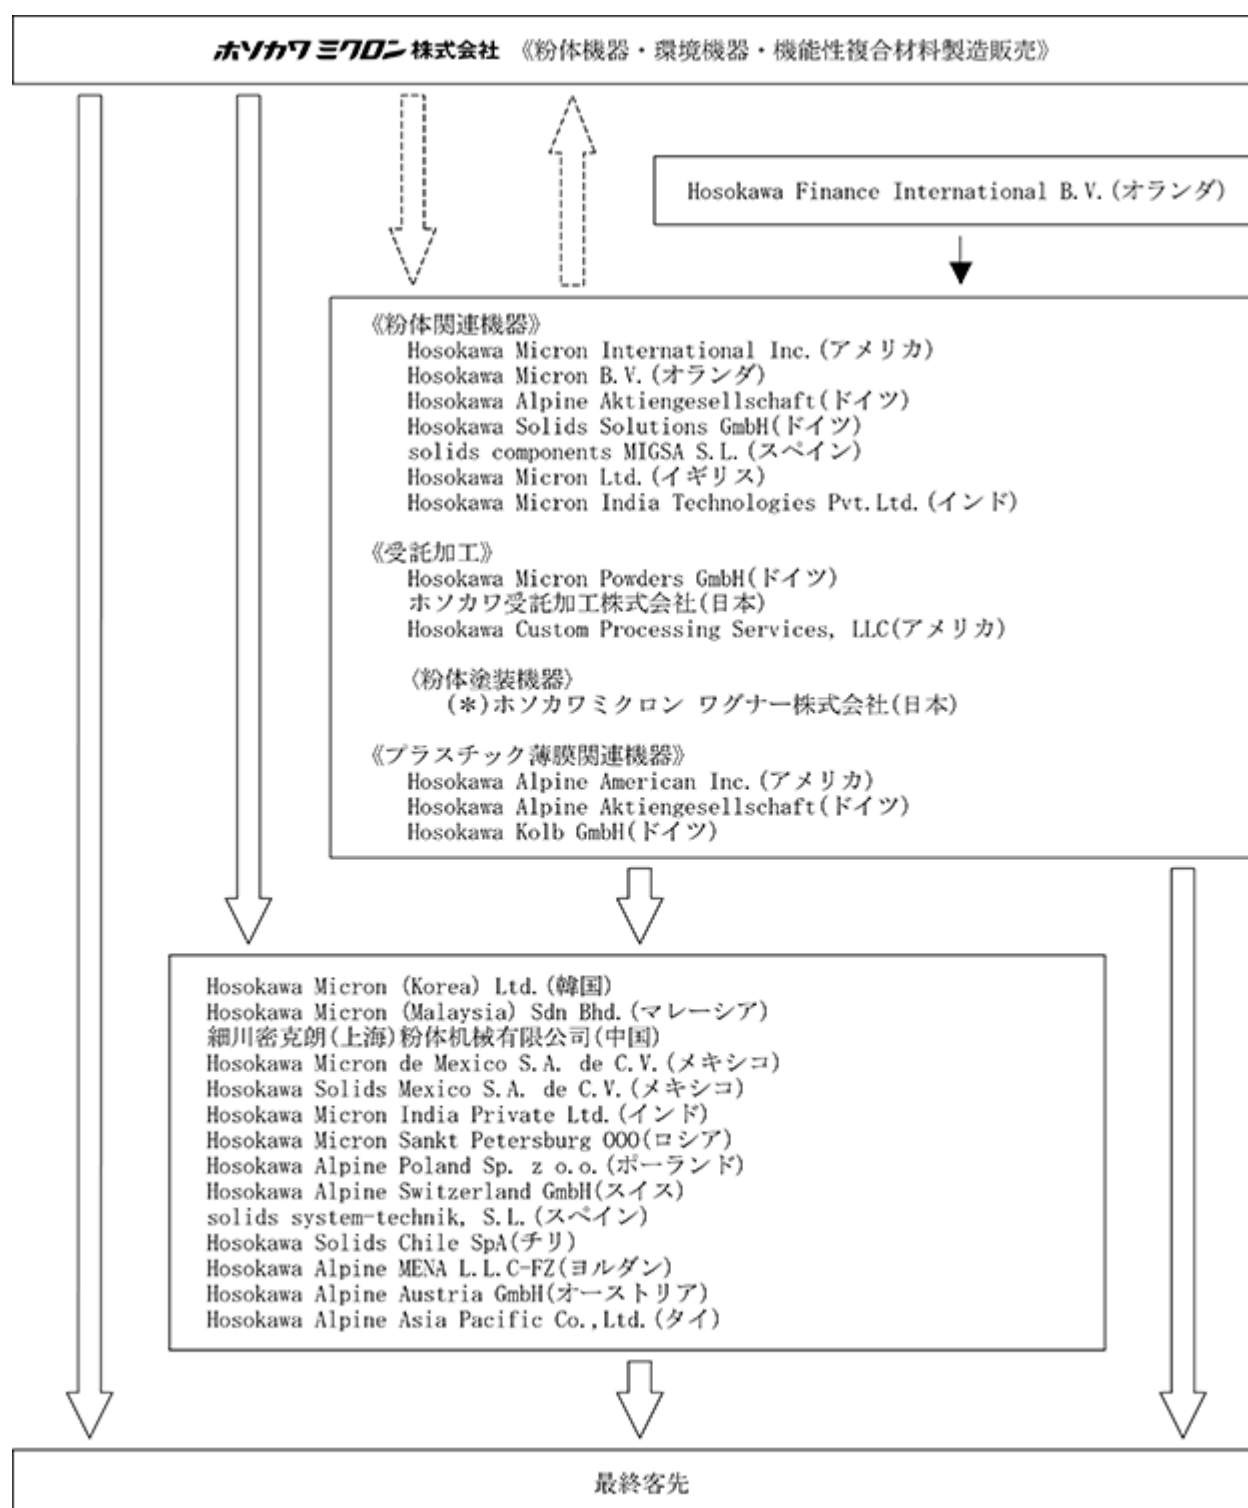 ホソカワミクロン株式会社 《粉体機器・環境機器・機能性複合材料製造販売》
Hosokawa Finance International B.V.(オランダ)
《粉体関連機器》
Hosokawa Micron International Inc.(アメリカ)
Hosokawa Micron B.V.(オランダ)
Hosokawa Alpine Aktiengesellschaft(ドイツ)
Hosokawa Solids Solutions GmbH(ドイツ)
solids components MIGSA S.L.(スペイン)
Hosokawa Micron Ltd.(イギリス)
Hosokawa Micron India Technologies Pvt.Ltd.(インド)
《受託加工》
Hosokawa Micron Powders GmbH(ドイツ)
ホソカワ受託加工株式会社(日本)
Hosokawa Custom Processing Services, LLC(アメリカ)
〈粉体塗装機器〉
(*)ホソカワミクロン ワグナー株式会社(日本)
《プラスチック薄膜関連機器》
Hosokawa Alpine American Inc.(アメリカ)
Hosokawa Alpine Aktiengesellschaft(ドイツ)
Hosokawa Kolb GmbH(ドイツ)
Hosokawa Micron (Korea) Ltd.(韓国)
Hosokawa Micron (Malaysia) Sdn Bhd.(マレーシア)
細川密克朗(上海)粉体机械有限公司(中国)
Hosokawa Micron de Mexico S.A. de C.V.(メキシコ)
Hosokawa Solids Mexico S.A. de C.V.(メキシコ)
Hosokawa Micron India Private Ltd.(インド)
Hosokawa Micron Sankt Petersburg OOO(ロシア)
Hosokawa Alpine Poland Sp. z o.o.(ポーランド)
Hosokawa Alpine Switzerland GmbH(スイス)
solids system-technik, S.L.(スペイン)
Hosokawa Solids Chile SpA(チリ)
Hosokawa Alpine MENA L.L.C-FZ(ヨルダン)
Hosokawa Alpine Austria GmbH(オーストリア)
Hosokawa Alpine Asia Pacific Co.,Ltd.(タイ)
最終客先